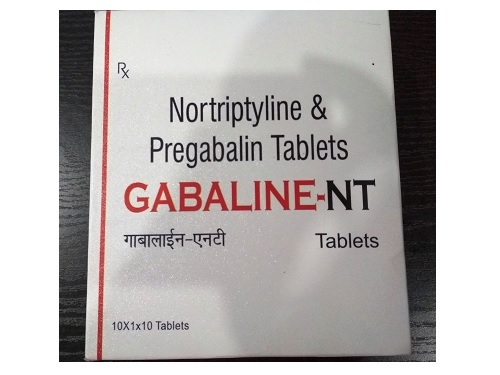 Rx
Nortriptyline &
Pregabalin Tablets
GABALINE-NT
गाबालाईन-एनटी Tablets
10X1x10 Tablets